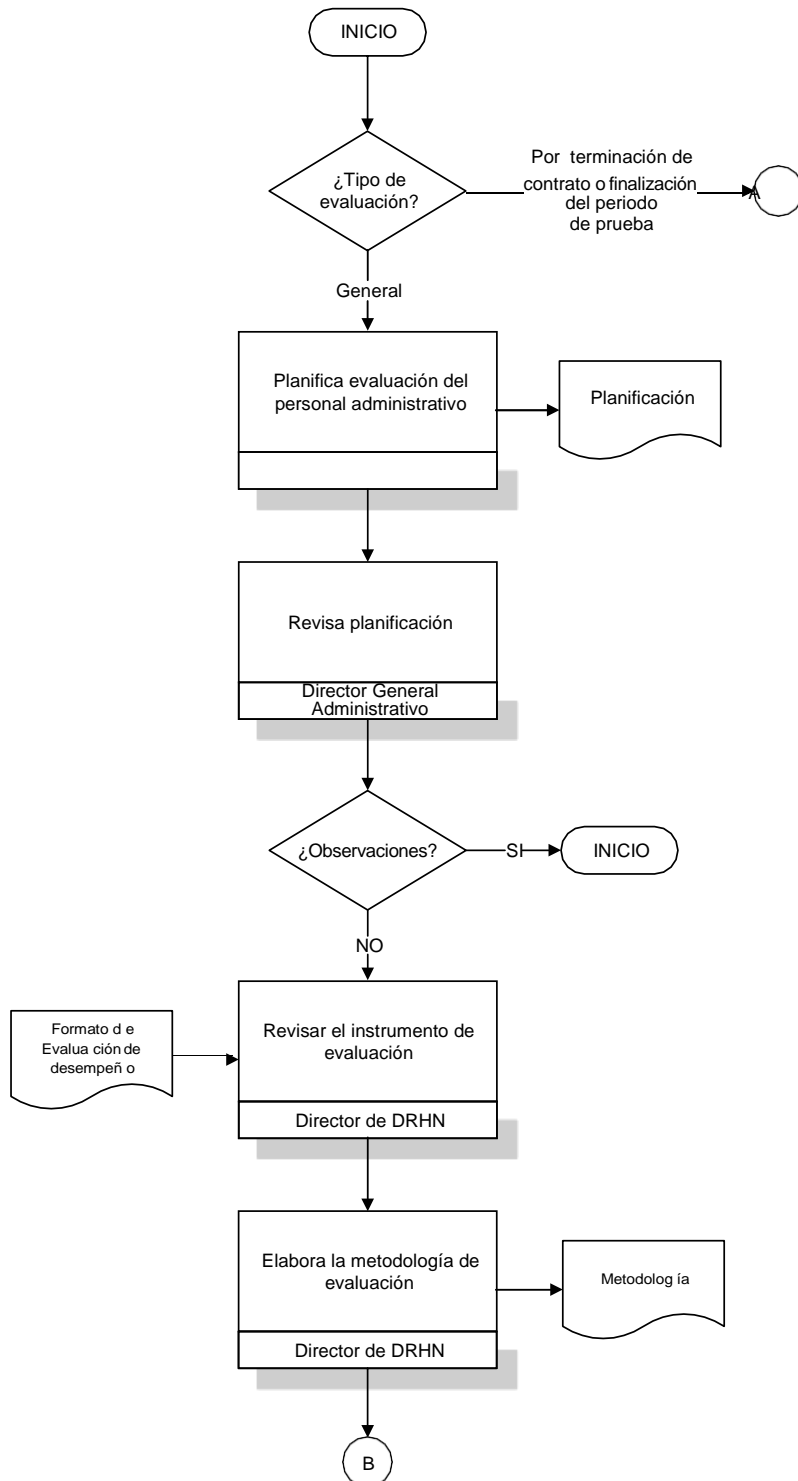 INICIO
¿Tipo de
evaluación?
Por terminación de
contrato o finalización
del periodo
de prueba
A
General
Planifica evaluación del
personal administrativo
Planificación
Revisa planificación
Director General
Administrativo
¿Observaciones?
SI
INICIO
NO
Formato d e
Evalua ción de
desempeñ o
Revisar el instrumento de
evaluación
Director de DRHN
Elabora la metodología de
evaluación
Metodolog ía
Director de DRHN
B